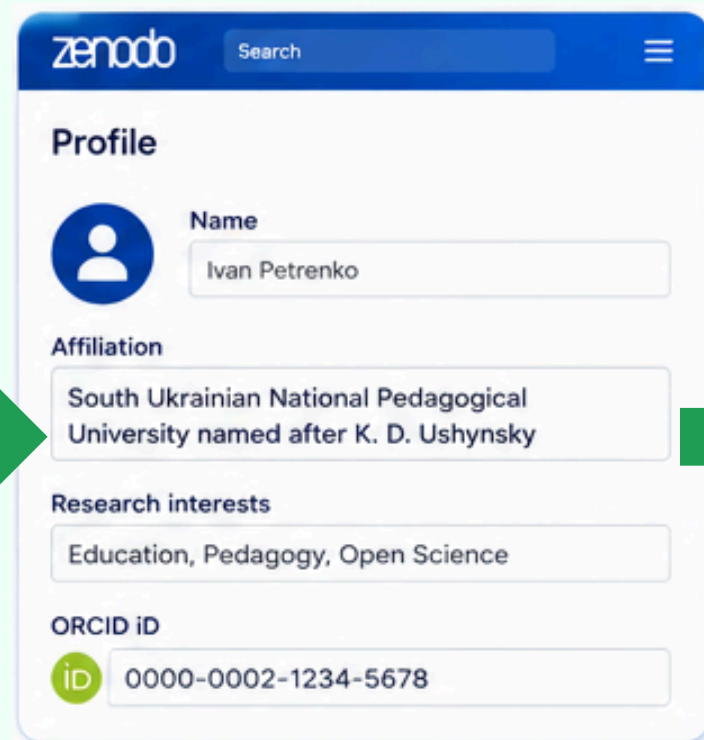 zenodo Search
Profile
Name
Ivan Petrenko
Affiliation
South Ukrainian National Pedagogical
University named after K. D. Ushynsky
Research interests
Education, Pedagogy, Open Science
ORCID iD
iD 0000-0002-1234-5678